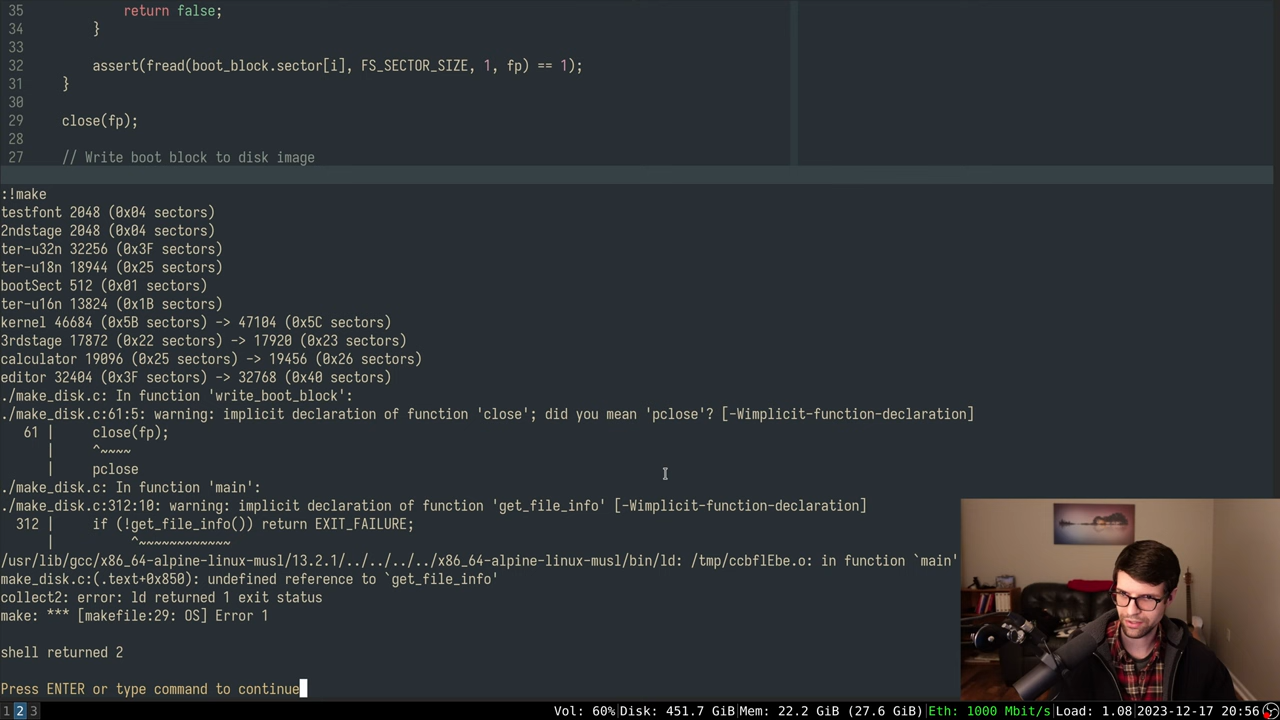 35             return false;
34         }
33
32         assert(fread(boot_block.sector[i], FS_SECTOR_SIZE, 1, fp) == 1);
31     }
30
29     close(fp);
28
27     // Write boot block to disk image
:!make
testfont 2048 (0x04 sectors)
2ndstage 2048 (0x04 sectors)
ter-u32n 32256 (0x3F sectors)
ter-u18n 18944 (0x25 sectors)
bootSect 512 (0x01 sectors)
ter-u16n 13824 (0x1B sectors)
kernel 46684 (0x5B sectors) -> 47104 (0x5C sectors)
3rdstage 17872 (0x22 sectors) -> 17920 (0x23 sectors)
calculator 19096 (0x25 sectors) -> 19456 (0x26 sectors)
editor 32404 (0x3F sectors) -> 32768 (0x40 sectors)
./make_disk.c: In function 'write_boot_block':
./make_disk.c:61:5: warning: implicit declaration of function 'close'; did you mean 'pclose'? [-Wimplicit-function-declaration]
   61 |     close(fp);
      |     ^~~~~
      |     pclose
./make_disk.c: In function 'main':
./make_disk.c:312:10: warning: implicit declaration of function 'get_file_info' [-Wimplicit-function-declaration]
  312 |     if (!get_file_info()) return EXIT_FAILURE;
      |          ^~~~~~~~~~~~~
/usr/lib/gcc/x86_64-alpine-linux-musl/13.2.1/../../../../x86_64-alpine-linux-musl/bin/ld: /tmp/ccbflEbe.o: in function `main'
make_disk.c:(.text+0x850): undefined reference to `get_file_info'
collect2: error: ld returned 1 exit status
make: *** [makefile:29: OS] Error 1
shell returned 2
Press ENTER or type command to continue
1 2 3 Vol: 60% Disk: 451.7 GiB Mem: 22.2 GiB (27.6 GiB) Eth: 1000 Mbit/s Load: 1.08 2023-12-17 20:56